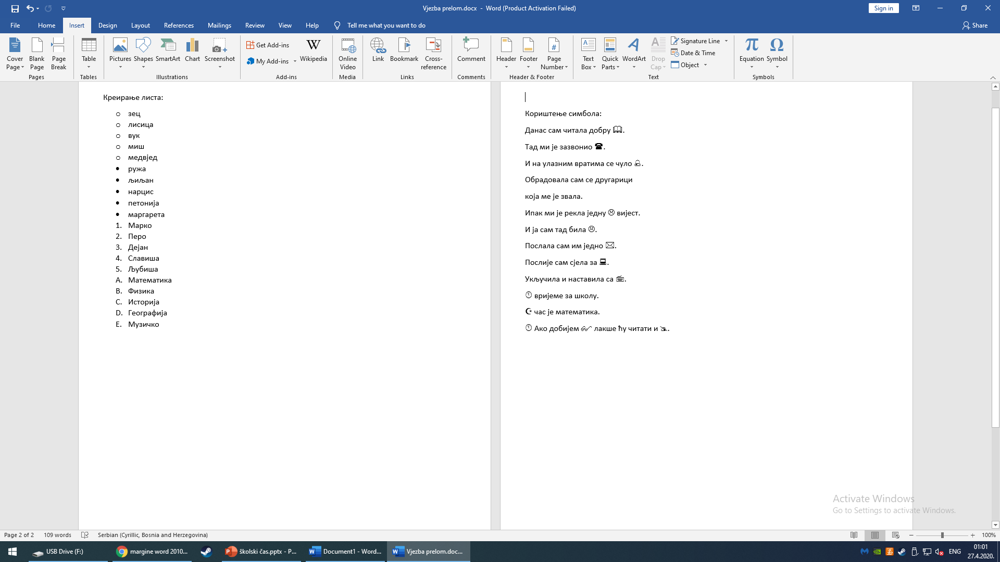 Vjezba prelom.docx - Word (Product Activation Failed)
Sign in
File Home Insert Design Layout References Mailings Review View Help Tell me what you want to do
Share
Cover Page
Blank Page
Page Break
Pages
Table
Tables
Pictures
Shapes
SmartArt
Chart
Screenshot
Illustrations
Get Add-ins
My Add-ins
Wikipedia
Add-ins
Online Video
Media
Link
Bookmark
Cross-reference
Links
Comment
Comments
Header
Footer
Page Number
Header & Footer
Text Box
Quick Parts
WordArt
Drop Cap
Signature Line
Date & Time
Object
Text
Equation
Symbol
Symbols
Креирање листа:
o зец
o лисица
o вук
o миш
o медвјед
• ружа
• љиљан
• нарцис
• петонија
• маргарета
1. Марко
2. Перо
3. Дејан
4. Славиша
5. Љубиша
A. Математика
B. Физика
C. Историја
D. Географија
E. Музичко
Кориштење симбола:
Данас сам читала добру 🕮.
Тад ми је зазвонио ☎.
И на улазним вратима се чуло 🕭.
Обрадовала сам се другарици
која ме је звала.
Ипак ми је рекла једну ☹ вијест.
И ја сам тад била ☹.
Послала сам им једно ✉.
Послије сам сјела за 💻.
Укључила и наставила са 🖮.
🕚 вријеме за школу.
☪ час је математика.
🕚 Ако добијем 👓 лакше ћу читати и ✎.
Activate Windows
Go to Settings to activate Windows.
Page 2 of 2 109 words Serbian (Cyrillic, Bosnia and Herzegovina)
100%
USB Drive (F:)
margine word 2010...
školski čas.pptx - P...
Document1 - Word...
Vjezba prelom.doc...
ENG
01:01
27.4.2020.